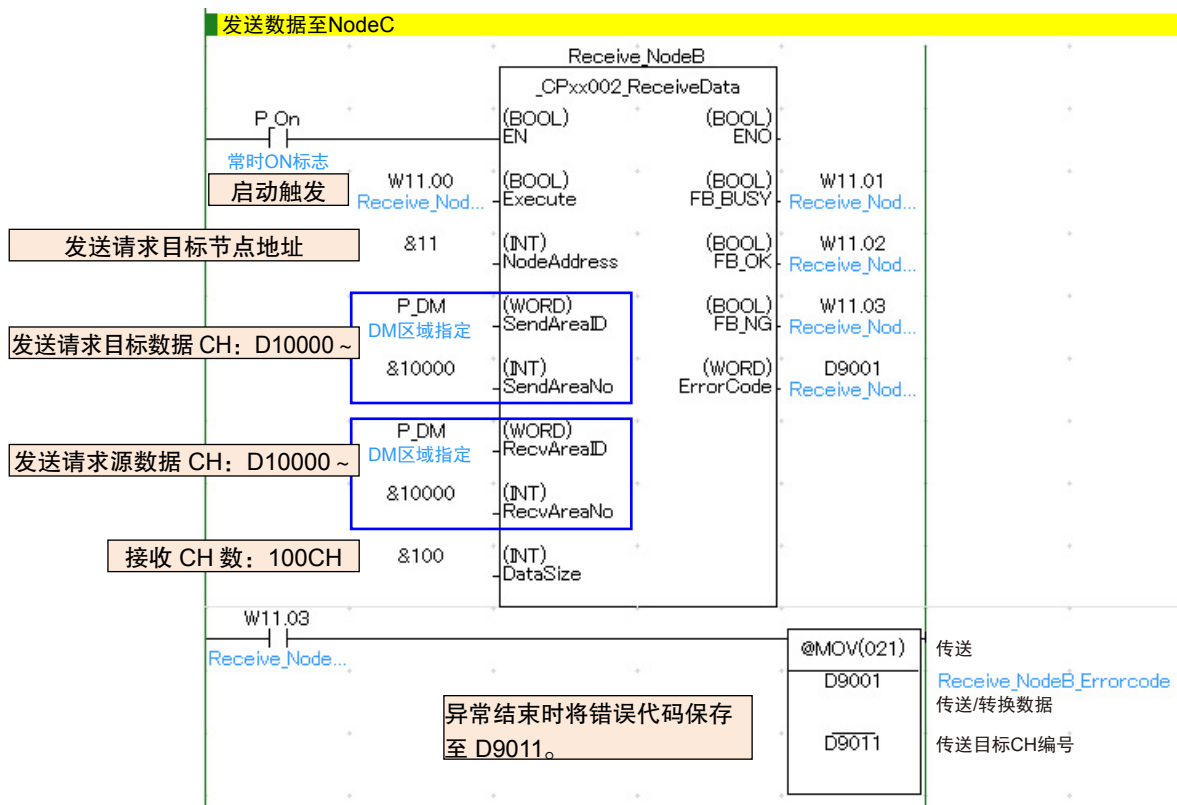 发送数据至NodeC
Receive_NodeB
_CPxx002_ReceiveData
P_On
常时ON标志
(BOOL)
EN
(BOOL)
ENO
启动触发
W11.00
Receive_Nod...
(BOOL)
Execute
(BOOL)
FB_BUSY
W11.01
Receive_Nod...
发送请求目标节点地址
&11
(INT)
NodeAddress
(BOOL)
FB_OK
W11.02
Receive_Nod...
发送请求目标数据 CH：D10000 ~
P_DM
DM区域指定
(WORD)
SendAreaID
(BOOL)
FB_NG
W11.03
Receive_Nod...
&10000
(INT)
SendAreaNo
(WORD)
ErrorCode
D9001
Receive_Nod...
发送请求源数据 CH：D10000 ~
P_DM
DM区域指定
(WORD)
RecvAreaID
&10000
(INT)
RecvAreaNo
接收 CH 数：100CH
&100
(INT)
DataSize
W11.03
Receive_Node...
@MOV(021)
传送
D9001
Receive_NodeB_Errorcode
传送/转换数据
D9011
传送目标CH编号
异常结束时将错误代码保存
至 D9011。